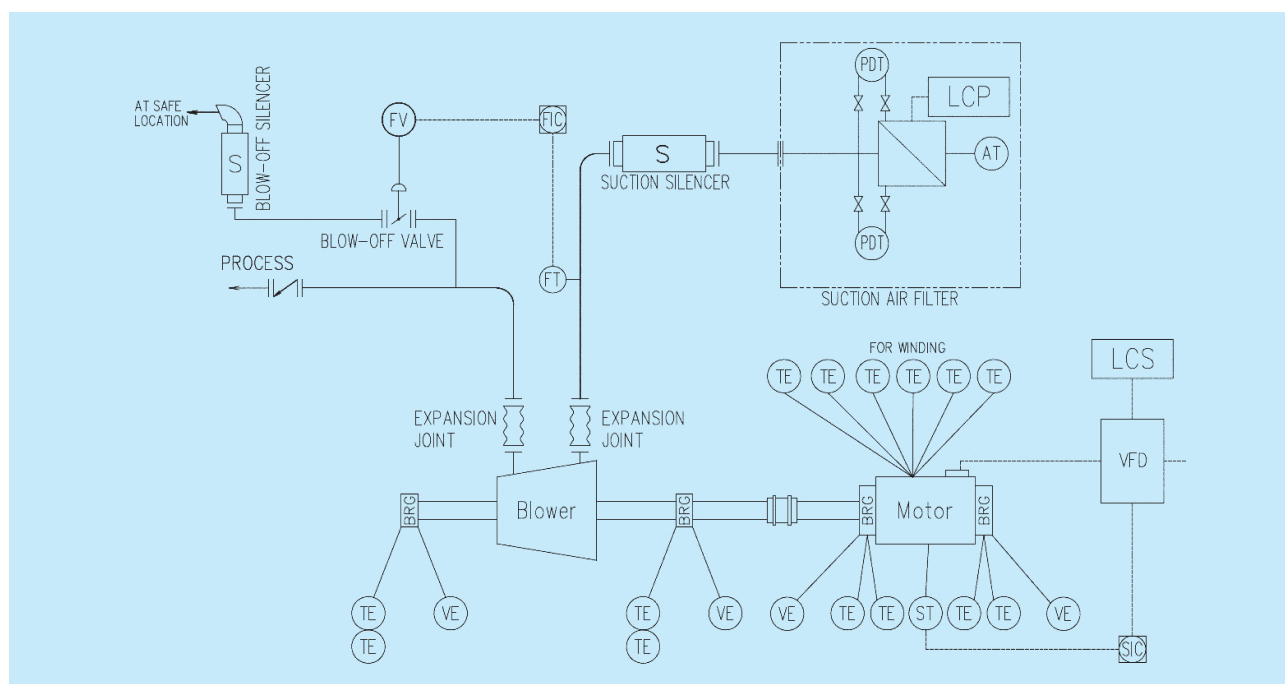 AT SAFE
LOCATION
S
BLOW-OFF SILENCER
FV
FIC
BLOW-OFF VALVE
PROCESS
FT
S
SUCTION SILENCER
PDT
LCP
AT
PDT
SUCTION AIR FILTER
EXPANSION
JOINT
EXPANSION
JOINT
FOR WINDING
TE
TE
TE
TE
TE
TE
LCS
VFD
BRG
Blower
BRG
BRG
Motor
BRG
TE
TE
VE
TE
TE
VE
VE
TE
TE
ST
TE
TE
VE
SIC